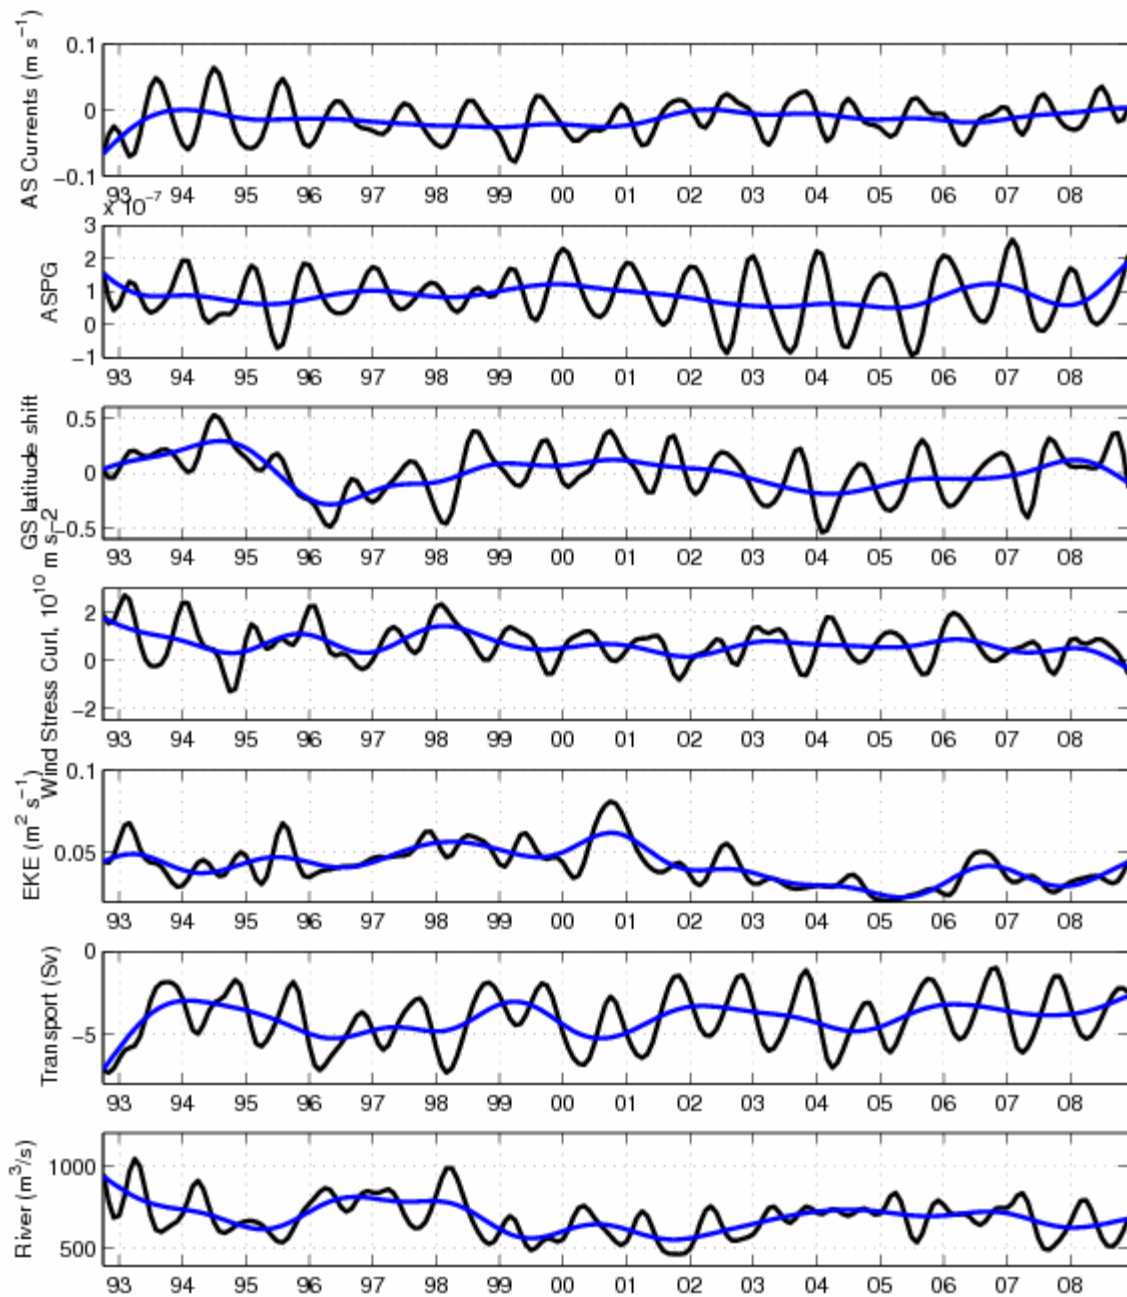 AS Currents (m s⁻¹)
0.1
0
−0.1
93 94 95 96 97 98 99 00 01 02 03 04 05 06 07 08
x 10⁻⁷
ASPG
3
2
1
0
−1
93 94 95 96 97 98 99 00 01 02 03 04 05 06 07 08
GS latitude shift
0.5
0
−0.5
93 94 95 96 97 98 99 00 01 02 03 04 05 06 07 08
Wind Stress Curl, 10¹⁰ m s−2
2
0
−2
93 94 95 96 97 98 99 00 01 02 03 04 05 06 07 08
EKE (m² s⁻¹)
0.1
0.05
93 94 95 96 97 98 99 00 01 02 03 04 05 06 07 08
Transport (Sv)
0
−5
93 94 95 96 97 98 99 00 01 02 03 04 05 06 07 08
River (m³/s)
1000
500
93 94 95 96 97 98 99 00 01 02 03 04 05 06 07 08